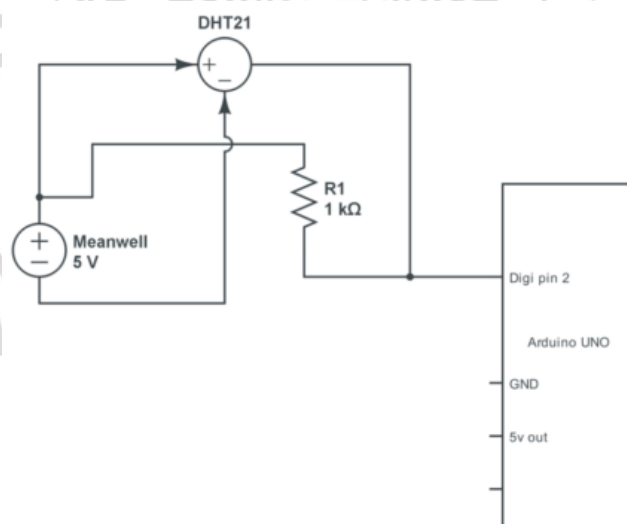 DHT21
+
−
R1
1 kΩ
+
−
Meanwell
5 V
Digi pin 2
Arduino UNO
GND
5v out